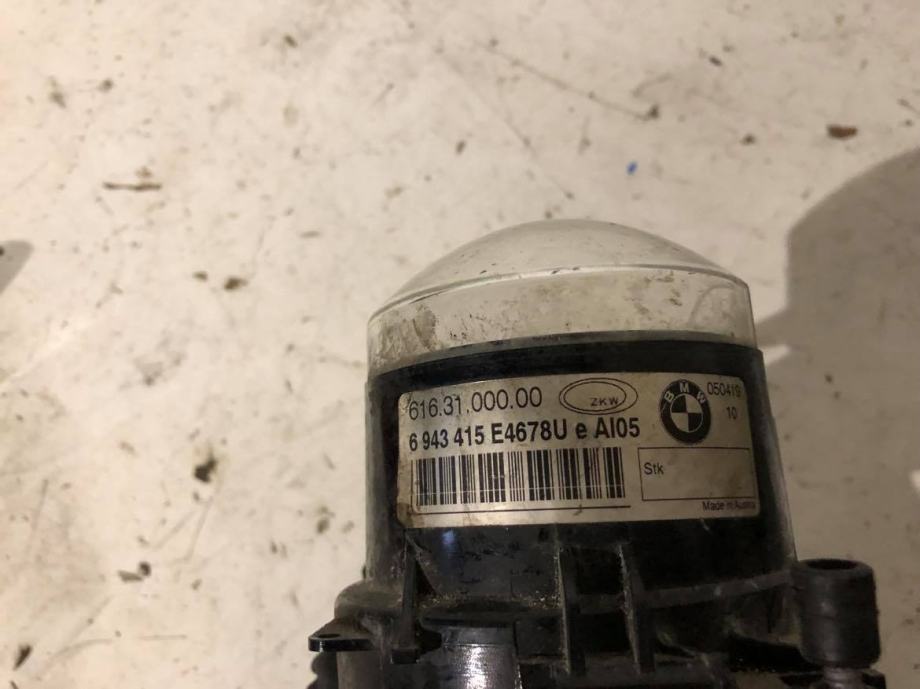 616.31.000.00 ZKW BMW 050419
10
6 943 415 E4678U e AI05
Stk
Made in Austria